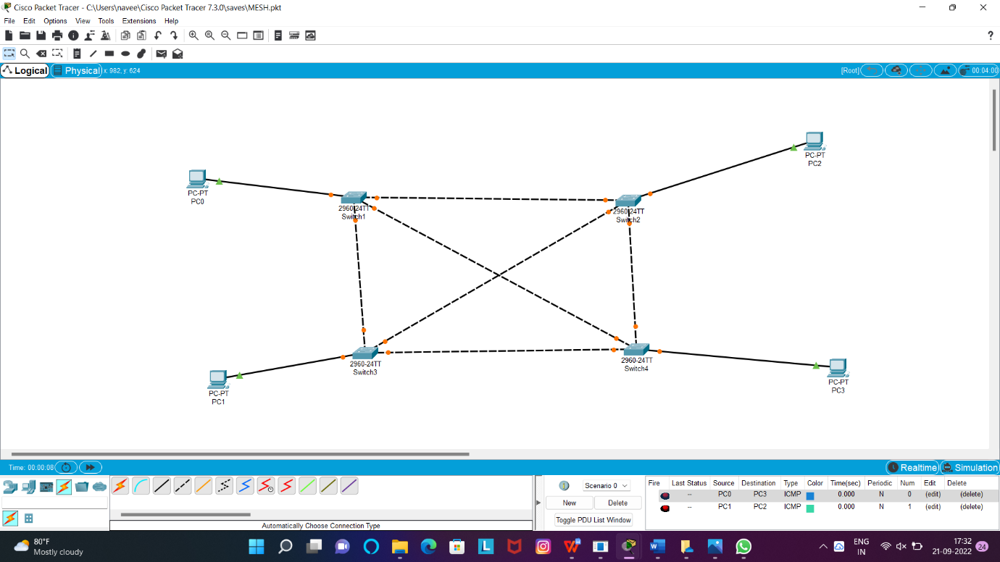 Cisco Packet Tracer - C:\Users\navee\Cisco Packet Tracer 7.3.0\saves\MESH.pkt
File Edit Options View Tools Extensions Help
?
Logical Physical x: 982, y: 624 [Root] 00:04:00
PC-PT
PC2
PC-PT
PC0
2960-24TT
Switch1
2960-24TT
Switch2
2960-24TT
Switch3
2960-24TT
Switch4
PC-PT
PC3
PC-PT
PC1
Time: 00:00:08 Realtime Simulation
Scenario 0
New Delete
Toggle PDU List Window
Fire Last Status Source Destination Type Color Time(sec) Periodic Num Edit Delete
-- PC0 PC3 ICMP 0.000 N 0 (edit) (delete)
-- PC1 PC2 ICMP 0.000 N 1 (edit) (delete)
Automatically Choose Connection Type
80°F
Mostly cloudy
ENG
IN
17:32
21-09-2022
24